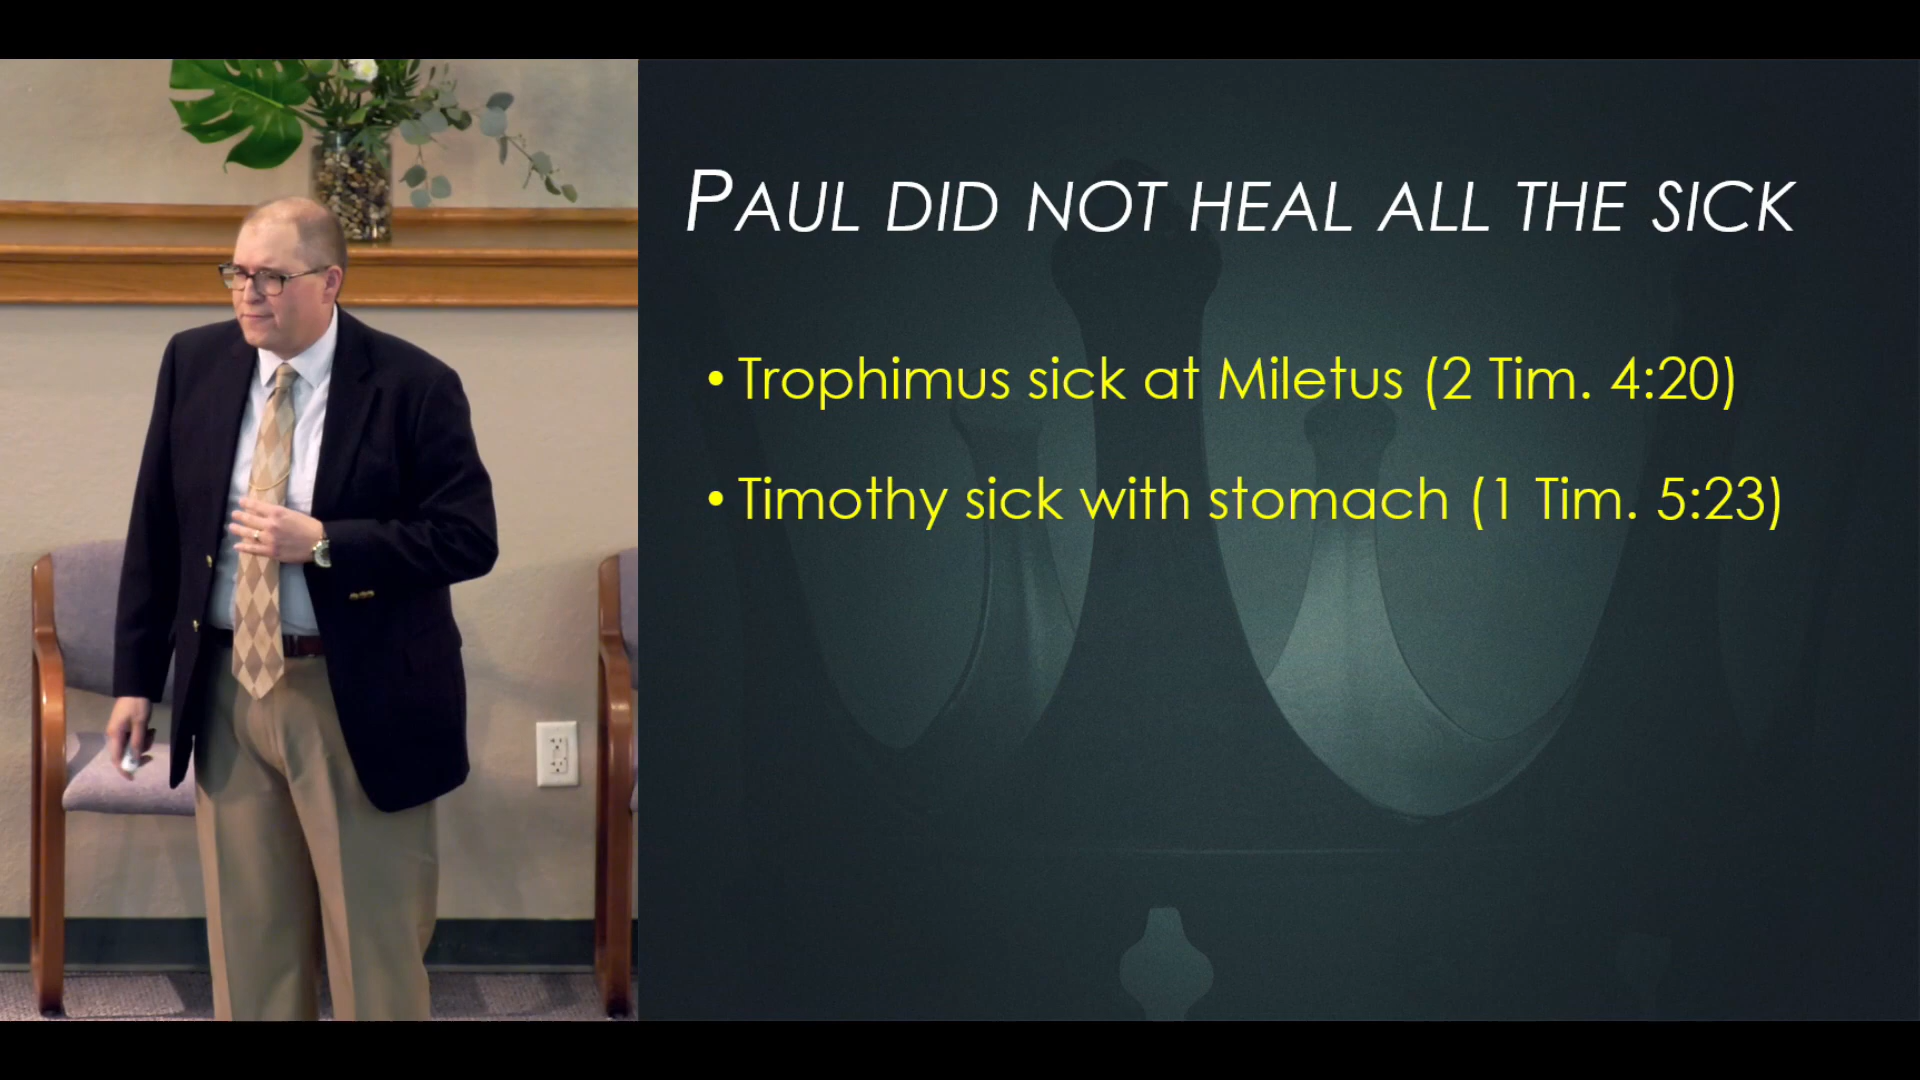 PAUL DID NOT HEAL ALL THE SICK
• Trophimus sick at Miletus (2 Tim. 4:20)
• Timothy sick with stomach (1 Tim. 5:23)